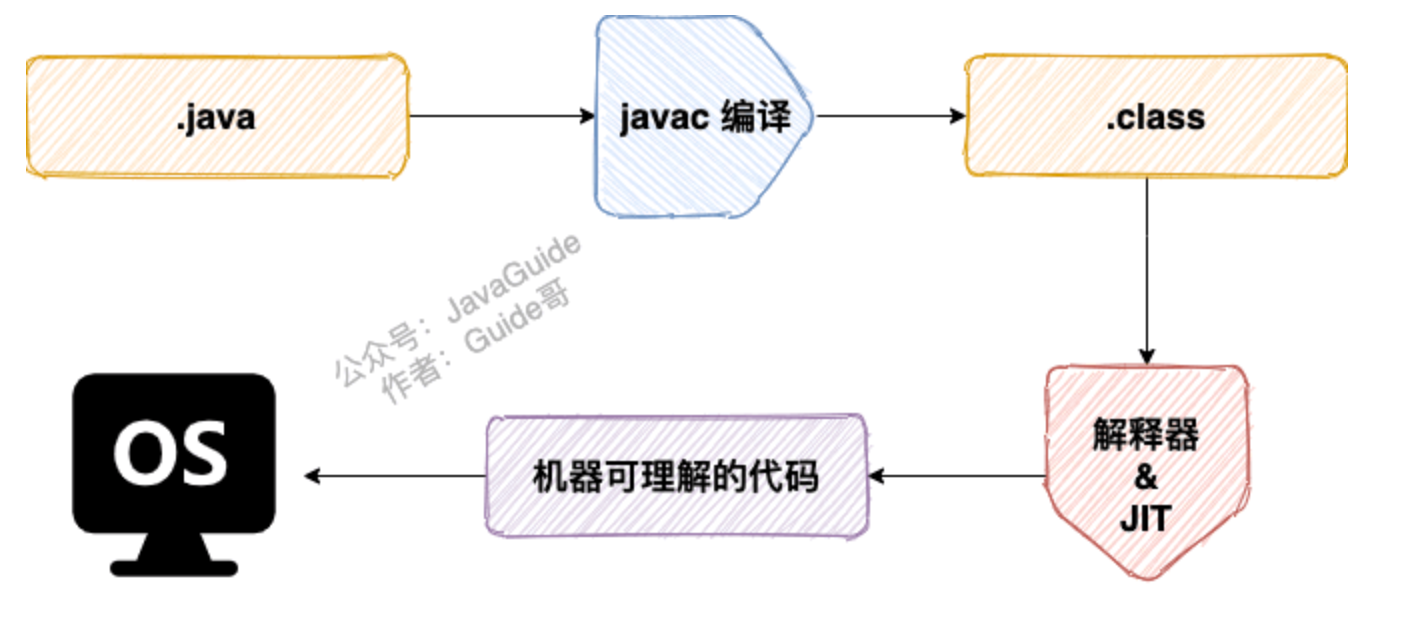 .java
javac 编译
.class
公众号：JavaGuide
作者：Guide哥
OS
机器可理解的代码
解释器
&
JIT